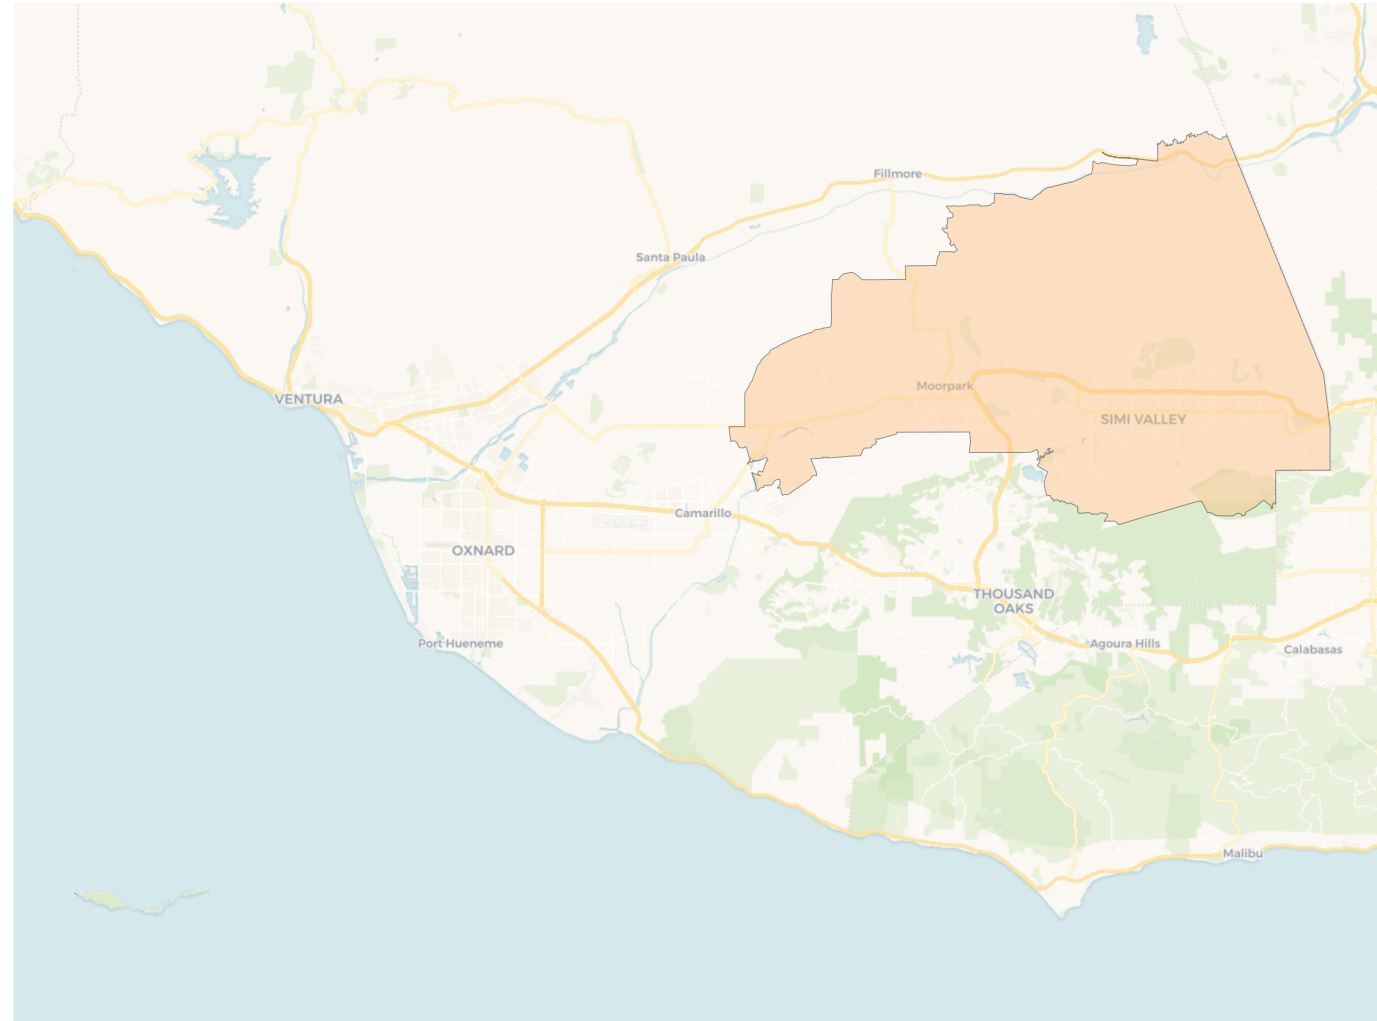 Fillmore
Santa Paula
Moorpark
VENTURA
SIMI VALLEY
Camarillo
OXNARD
THOUSAND
OAKS
Port Hueneme
Agoura Hills
Calabasas
Malibu